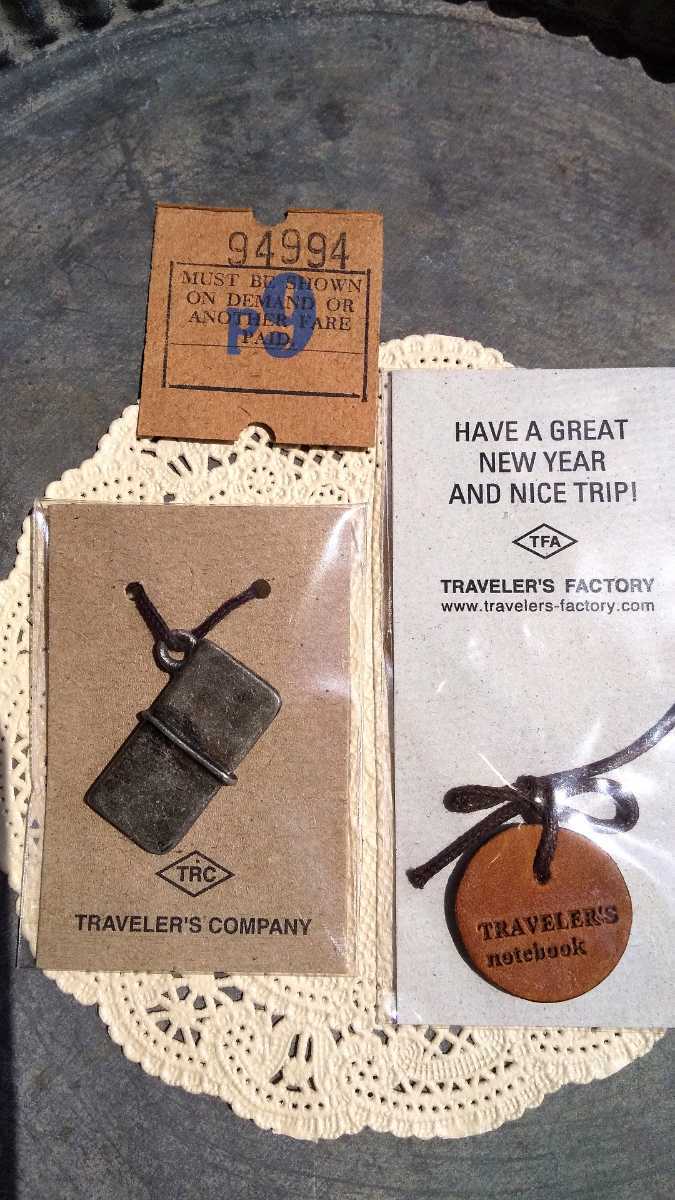 94994
MUST BE SHOWN
ON DEMAND OR
ANOTHER FARE
PAID.
P9
HAVE A GREAT
NEW YEAR
AND NICE TRIP!
TFA
TRAVELER'S FACTORY
www.travelers-factory.com
TRC
TRAVELER'S COMPANY
TRAVELER'S
notebook